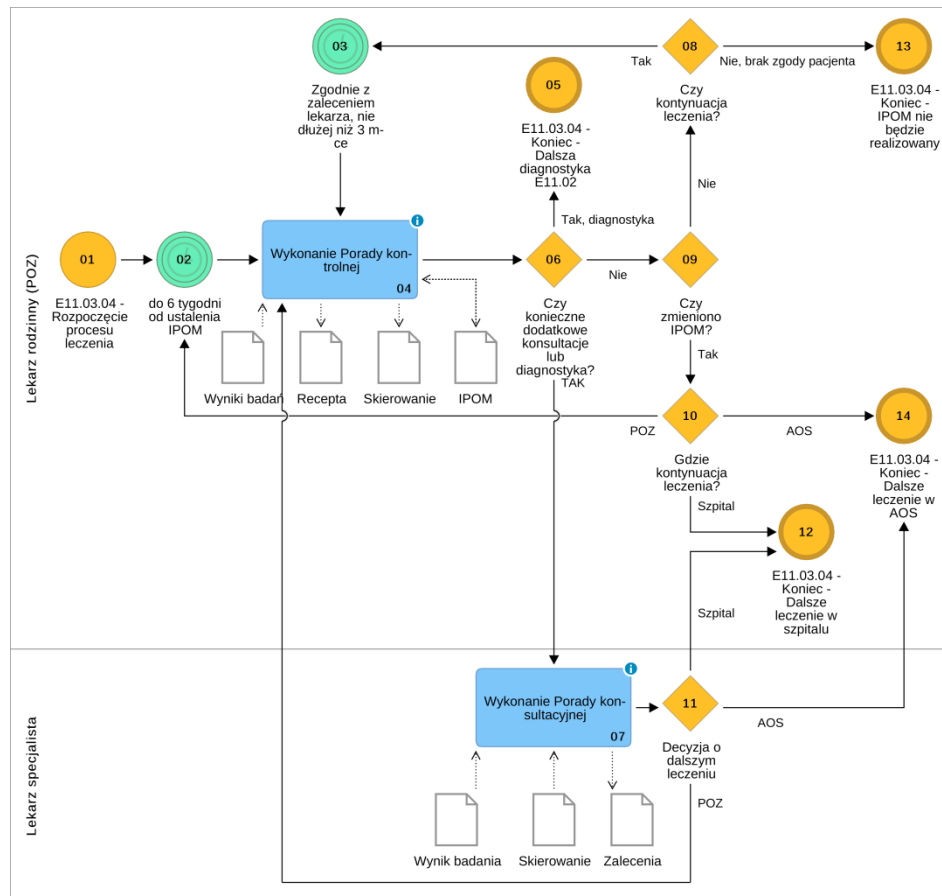 Lekarz rodzinny (POZ)
03
Zgodnie z
zaleceniem
lekarza, nie
dłużej niż 3 m-
ce
05
E11.03.04 -
Koniec -
Dalsza
diagnostyka
E11.02
Tak
08
Czy kontynuacja
leczenia?
Nie, brak zgody pacjenta
13
E11.03.04 -
Koniec -
IPOM nie
będzie
realizowany
Tak, diagnostyka
Nie
01
E11.03.04 -
Rozpoczęcie
procesu
leczenia
02
do 6 tygodni
od ustalenia
IPOM
Wykonanie Porady kon-
trolnej
04
Wyniki badań
Recepta
Skierowanie
IPOM
06
Czy
konieczne
dodatkowe
konsultacje
lub
diagnostyka?
TAK
Nie
09
Czy
zmieniono
IPOM?
Tak
POZ
10
Gdzie
kontynuacja
leczenia?
AOS
14
E11.03.04 -
Koniec -
Dalsze
leczenie w
AOS
Szpital
12
E11.03.04 -
Koniec -
Dalsze
leczenie w
szpitalu
Szpital
Lekarz specjalista
Wykonanie Porady kon-
sultacyjnej
07
11
Decyzja o
dalszym
leczeniu
AOS
POZ
Wynik badania
Skierowanie
Zalecenia